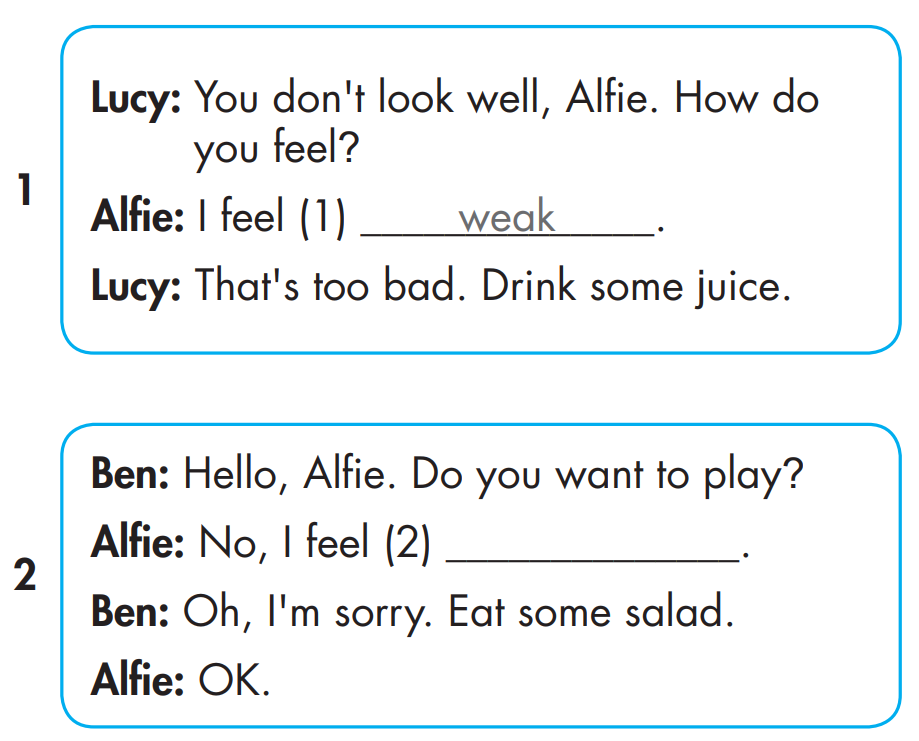 1
Lucy: You don't look well, Alfie. How do
you feel?
Alfie: I feel (1) _____weak_____.
Lucy: That's too bad. Drink some juice.
2
Ben: Hello, Alfie. Do you want to play?
Alfie: No, I feel (2) ______________.
Ben: Oh, I'm sorry. Eat some salad.
Alfie: OK.